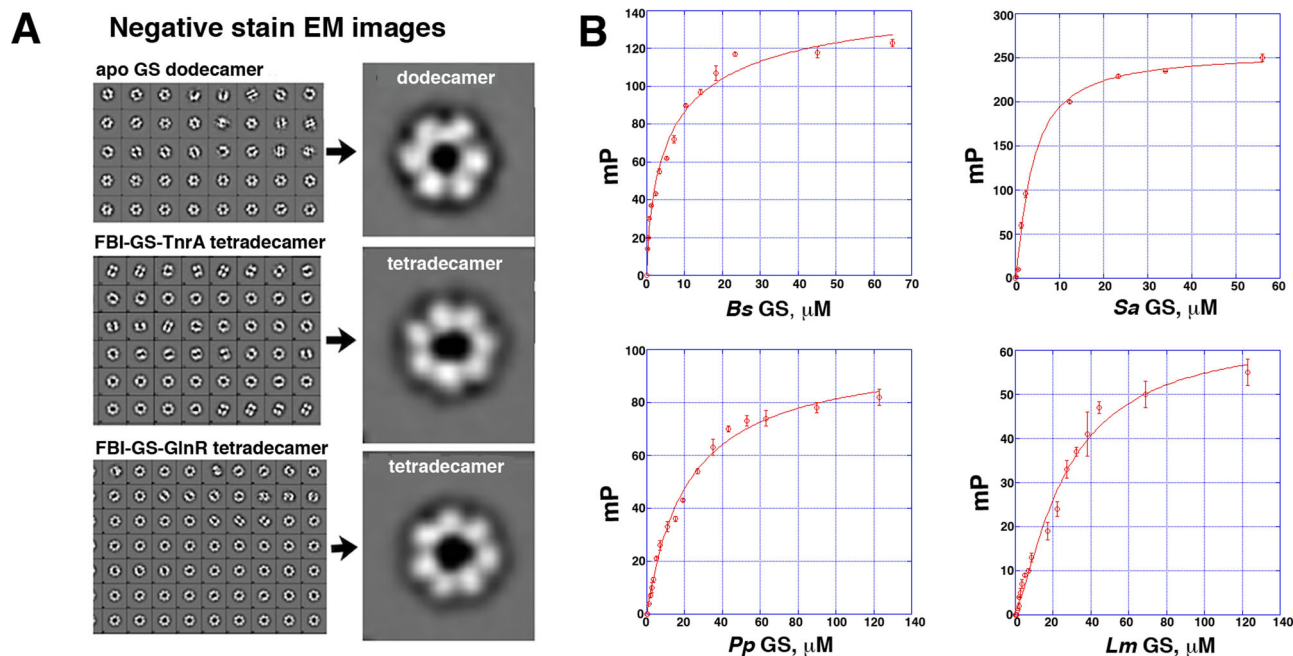 A
Negative stain EM images
apo GS dodecamer
dodecamer
FBI-GS-TnrA tetradecamer
tetradecamer
FBI-GS-GlnR tetradecamer
tetradecamer
B
mP
140
120
100
80
60
40
20
0
0 10 20 30 40 50 60 70
Bs GS, μM
mP
300
250
200
150
100
50
0
0 10 20 30 40 50 60
Sa GS, μM
mP
100
80
60
40
20
0
0 20 40 60 80 100 120 140
Pp GS, μM
mP
60
50
40
30
20
10
0
0 20 40 60 80 100 120 140
Lm GS, μM